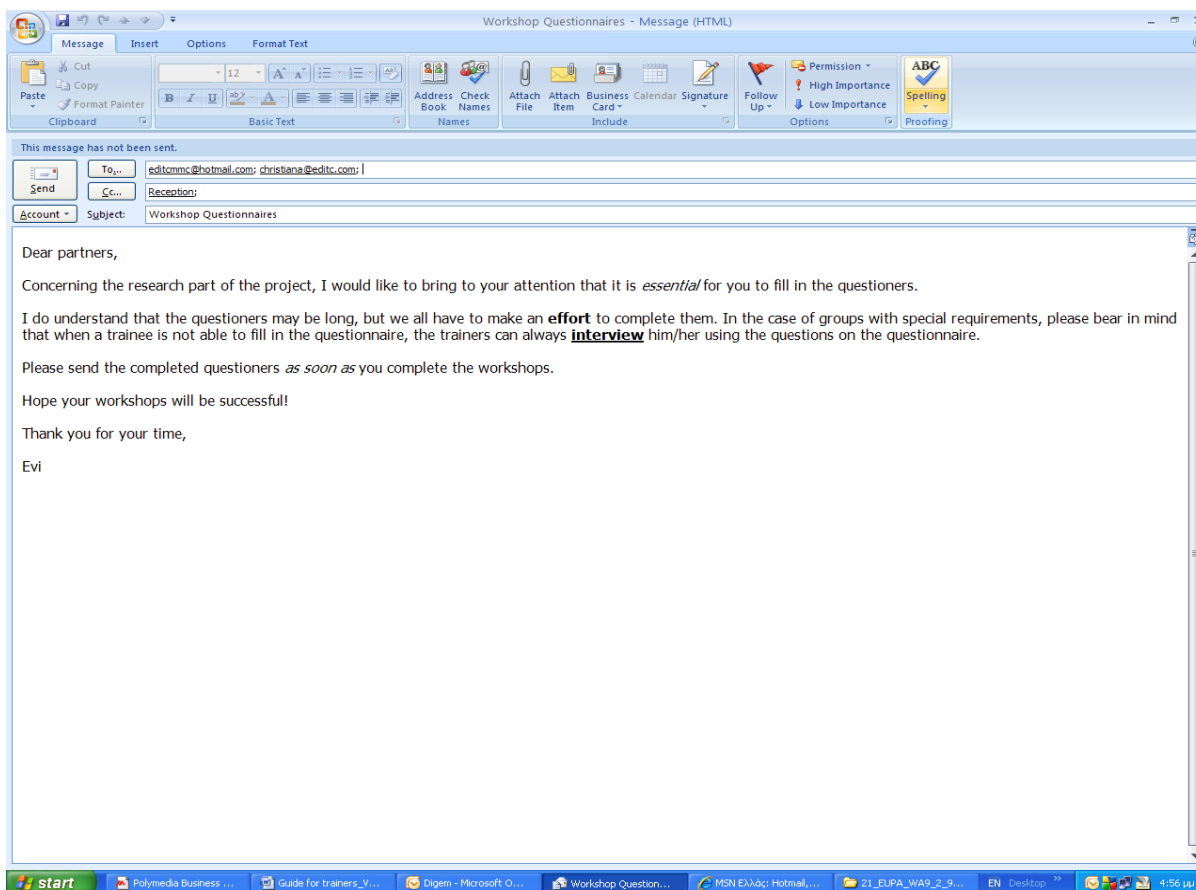 Workshop Questionnaires - Message (HTML)
Message Insert Options Format Text
Cut
Copy
Format Painter
Paste
Clipboard
12
B I U
Basic Text
Address Book
Check Names
Names
Attach File
Attach Item
Business Card
Calendar
Signature
Include
Follow Up
Permission
High Importance
Low Importance
Options
ABC
Spelling
Proofing
This message has not been sent.
Send
To...
editcmmc@hotmail.com; christiana@editc.com;
Cc...
Reception;
Account
Subject:
Workshop Questionnaires
Dear partners,
Concerning the research part of the project, I would like to bring to your attention that it is essential for you to fill in the questioners.
I do understand that the questioners may be long, but we all have to make an effort to complete them. In the case of groups with special requirements, please bear in mind
that when a trainee is not able to fill in the questionnaire, the trainers can always interview him/her using the questions on the questionnaire.
Please send the completed questioners as soon as you complete the workshops.
Hope your workshops will be successful!
Thank you for your time,
Evi
start
Polymedia Business ...
Guide for trainers_V...
Digem - Microsoft O...
Workshop Question...
MSN Ελλάς: Hotmail,...
21_EUPA_WA9_2_9...
EN
Desktop
4:56 μμ